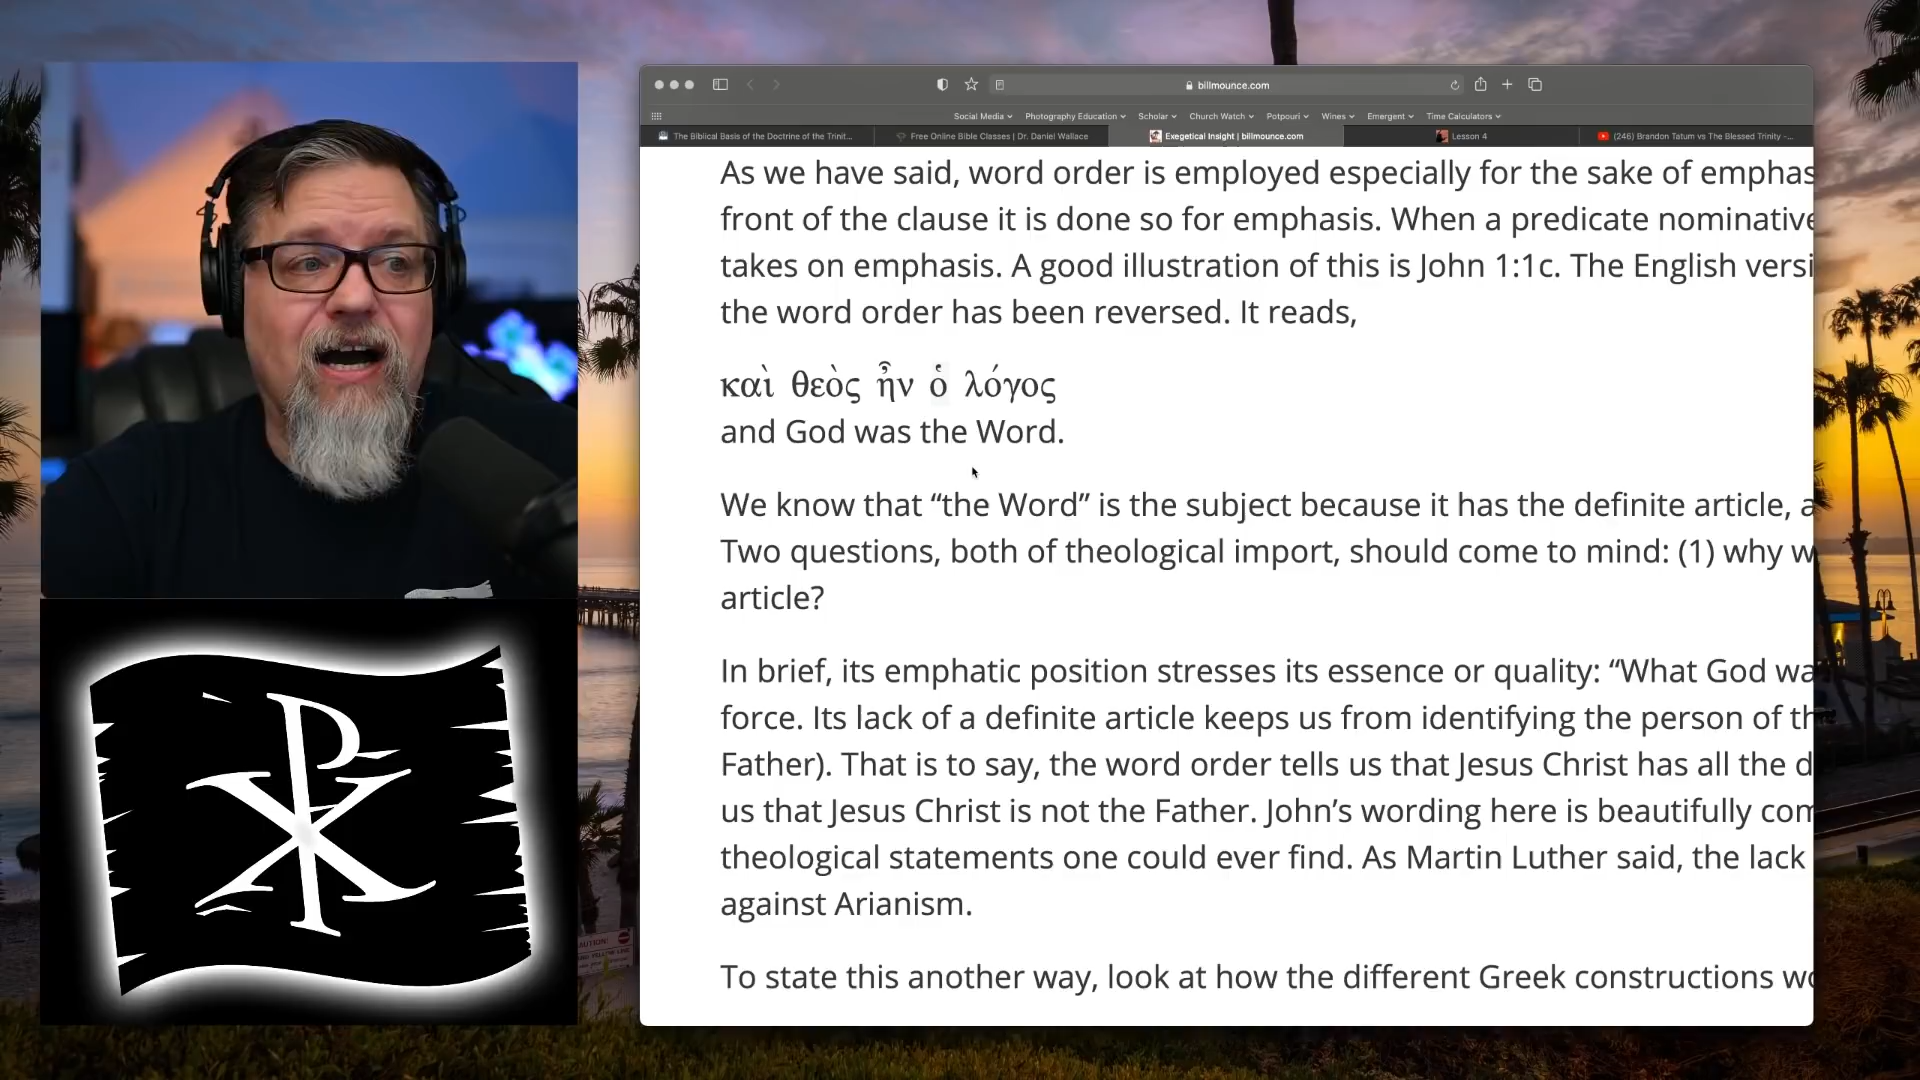 billmounce.com
Social Media Photography Education Scholar Church Watch Potpouri Wines Emergent Time Calculators
The Biblical Basis of the Doctrine of the Trinit... Free Online Bible Classes | Dr. Daniel Wallace Exegetical Insight | billmounce.com Lesson 4 (246) Brandon Tatum vs The Blessed Trinity -...
As we have said, word order is employed especially for the sake of emphas
front of the clause it is done so for emphasis. When a predicate nominative
takes on emphasis. A good illustration of this is John 1:1c. The English versi
the word order has been reversed. It reads,
καὶ θεὸς ἦν ὁ λόγος
and God was the Word.
We know that “the Word” is the subject because it has the definite article, a
Two questions, both of theological import, should come to mind: (1) why w
article?
In brief, its emphatic position stresses its essence or quality: “What God wa
force. Its lack of a definite article keeps us from identifying the person of th
Father). That is to say, the word order tells us that Jesus Christ has all the d
us that Jesus Christ is not the Father. John’s wording here is beautifully com
theological statements one could ever find. As Martin Luther said, the lack
against Arianism.
To state this another way, look at how the different Greek constructions wo